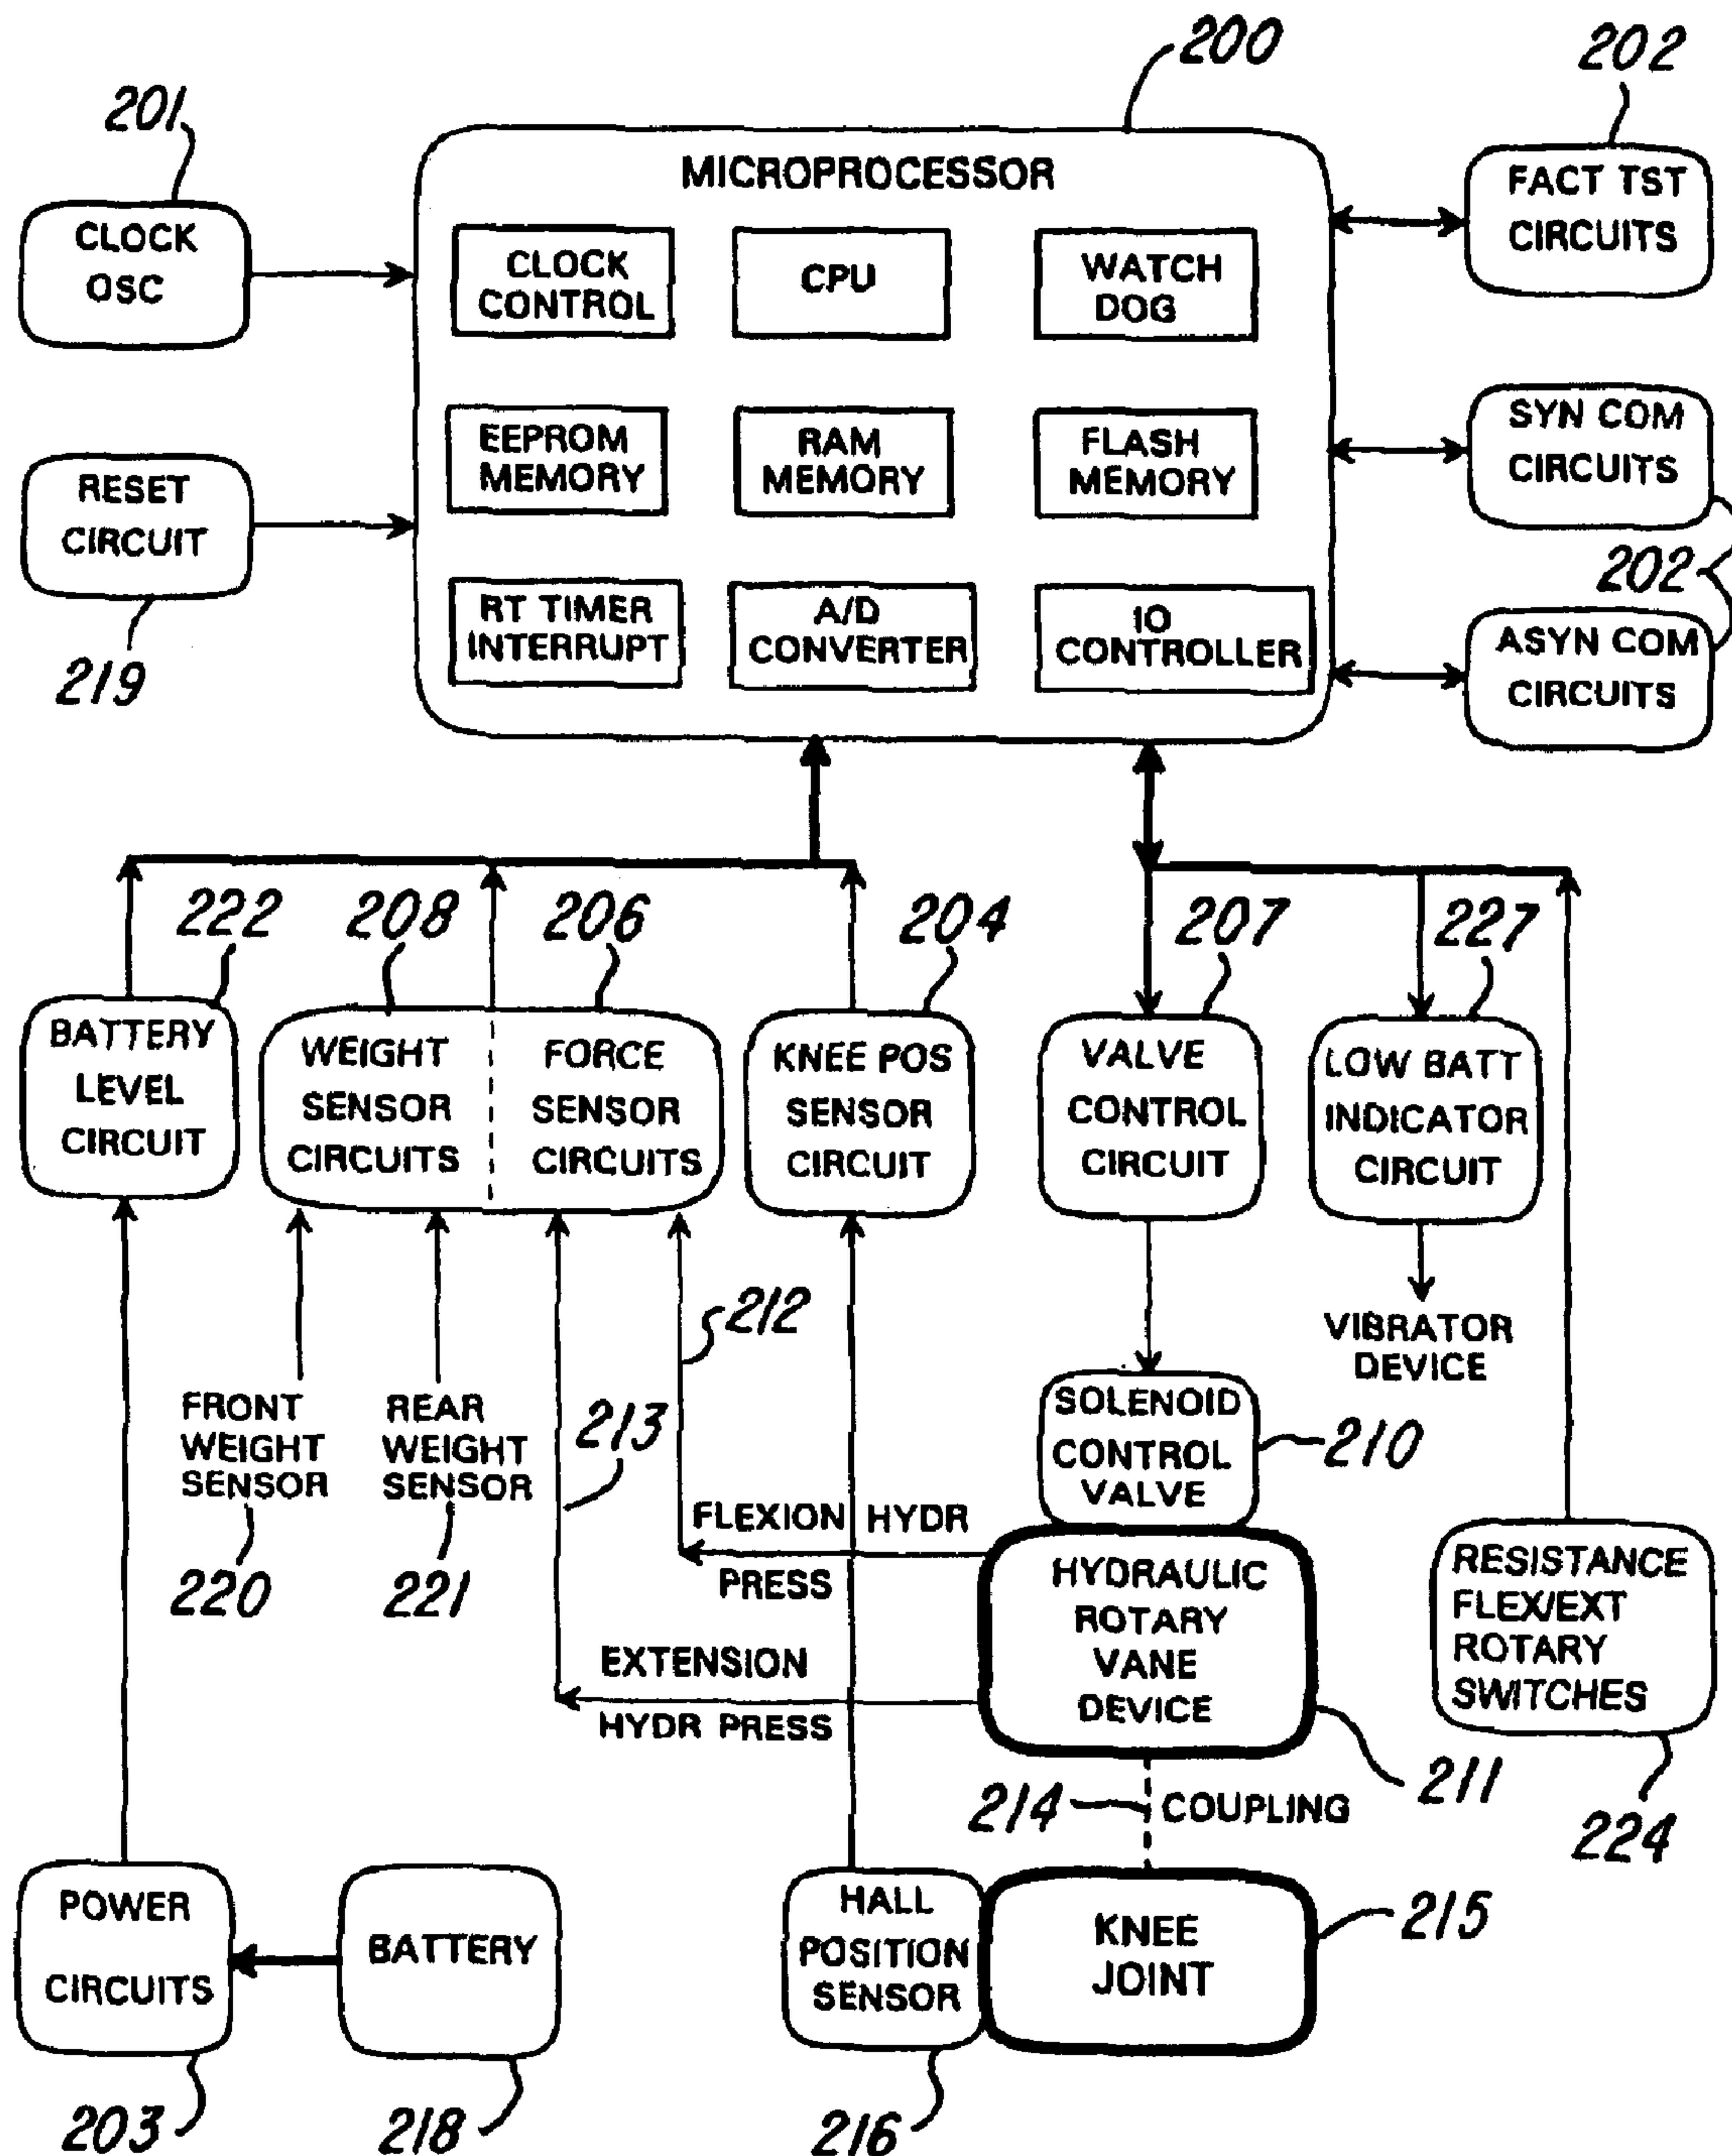 200
202
201
MICROPROCESSOR
CLOCK
OSC
FACT TST
CIRCUITS
CLOCK
CONTROL
CPU
WATCH
DOG
SYN COM
CIRCUITS
EEPROM
MEMORY
RAM
MEMORY
FLASH
MEMORY
RESET
CIRCUIT
202
219
RT TIMER
INTERRUPT
A/D
CONVERTER
IO
CONTROLLER
ASYN COM
CIRCUITS
222
208
206
204
207
227
BATTERY
LEVEL
CIRCUIT
WEIGHT
SENSOR
CIRCUITS
FORCE
SENSOR
CIRCUITS
KNEE POS
SENSOR
CIRCUIT
VALVE
CONTROL
CIRCUIT
LOW BATT
INDICATOR
CIRCUIT
212
VIBRATOR
DEVICE
FRONT
WEIGHT
SENSOR
220
REAR
WEIGHT
SENSOR
221
213
SOLENOID
CONTROL
VALVE
210
FLEXION HYDR
PRESS
HYDRAULIC
ROTARY
VANE
DEVICE
RESISTANCE
FLEX/EXT
ROTARY
SWITCHES
EXTENSION
HYDR PRESS
211
214
COUPLING
224
POWER
CIRCUITS
BATTERY
HALL
POSITION
SENSOR
KNEE
JOINT
215
203
218
216